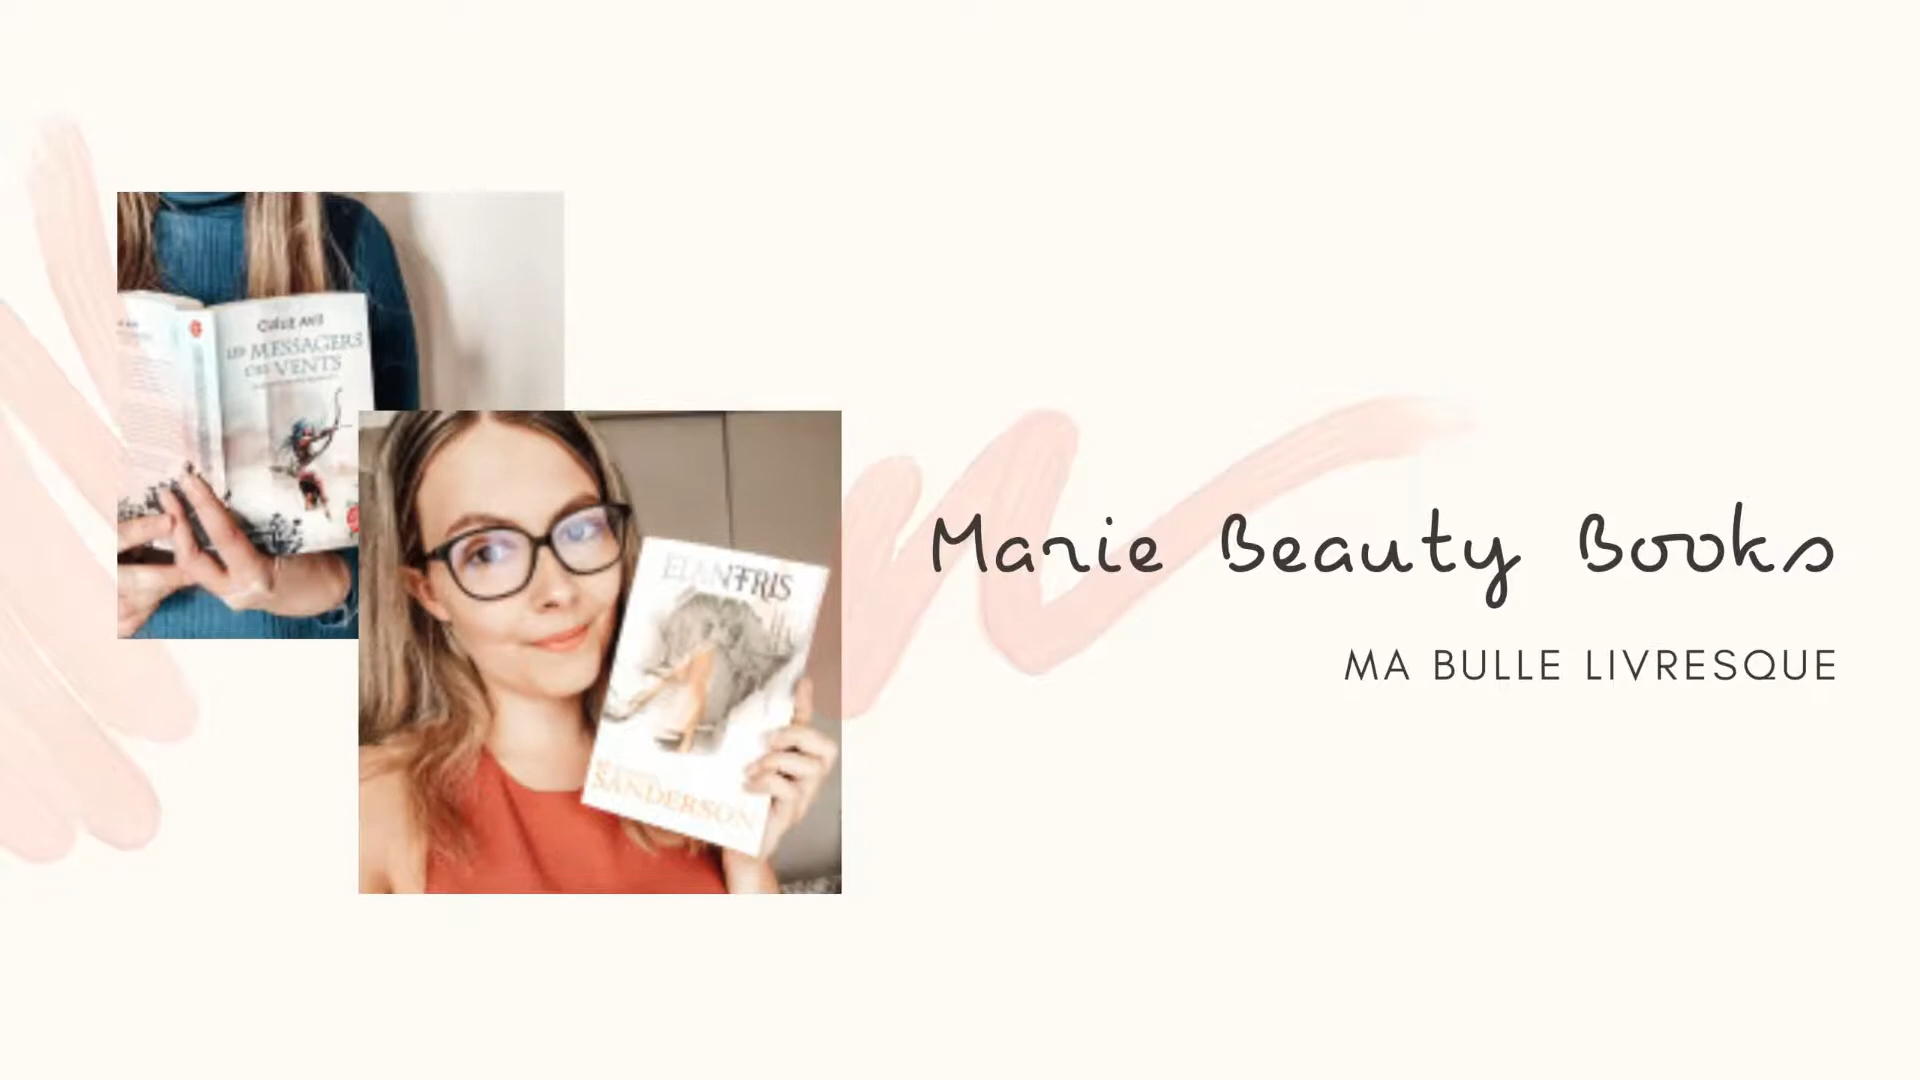 LES MESSAGERS
DES VENTS
ELANTRIS
SANDERSON
Marie Beauty Books
MA BULLE LIVRESQUE